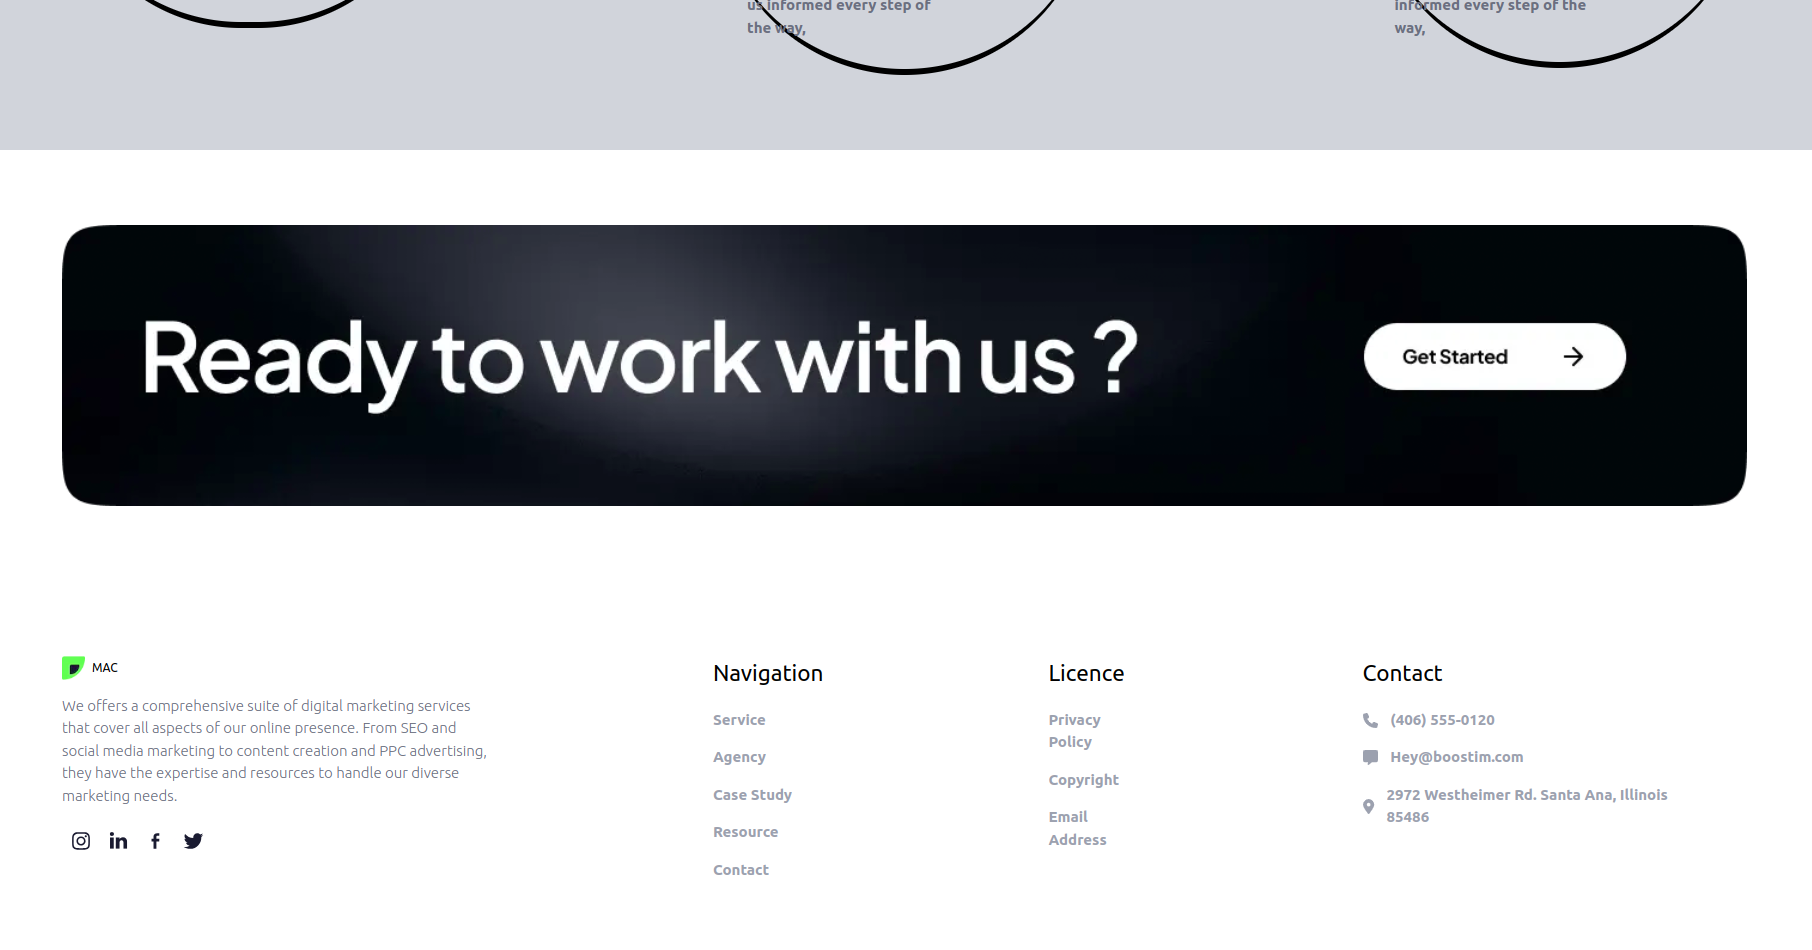 us informed every step of
the way,
informed every step of the
way,
Ready to work with us ?
Get Started
MAC
We offers a comprehensive suite of digital marketing services
that cover all aspects of our online presence. From SEO and
social media marketing to content creation and PPC advertising,
they have the expertise and resources to handle our diverse
marketing needs.
Navigation
Service
Agency
Case Study
Resource
Contact
Licence
Privacy
Policy
Copyright
Email
Address
Contact
(406) 555-0120
Hey@boostim.com
2972 Westheimer Rd. Santa Ana, Illinois
85486